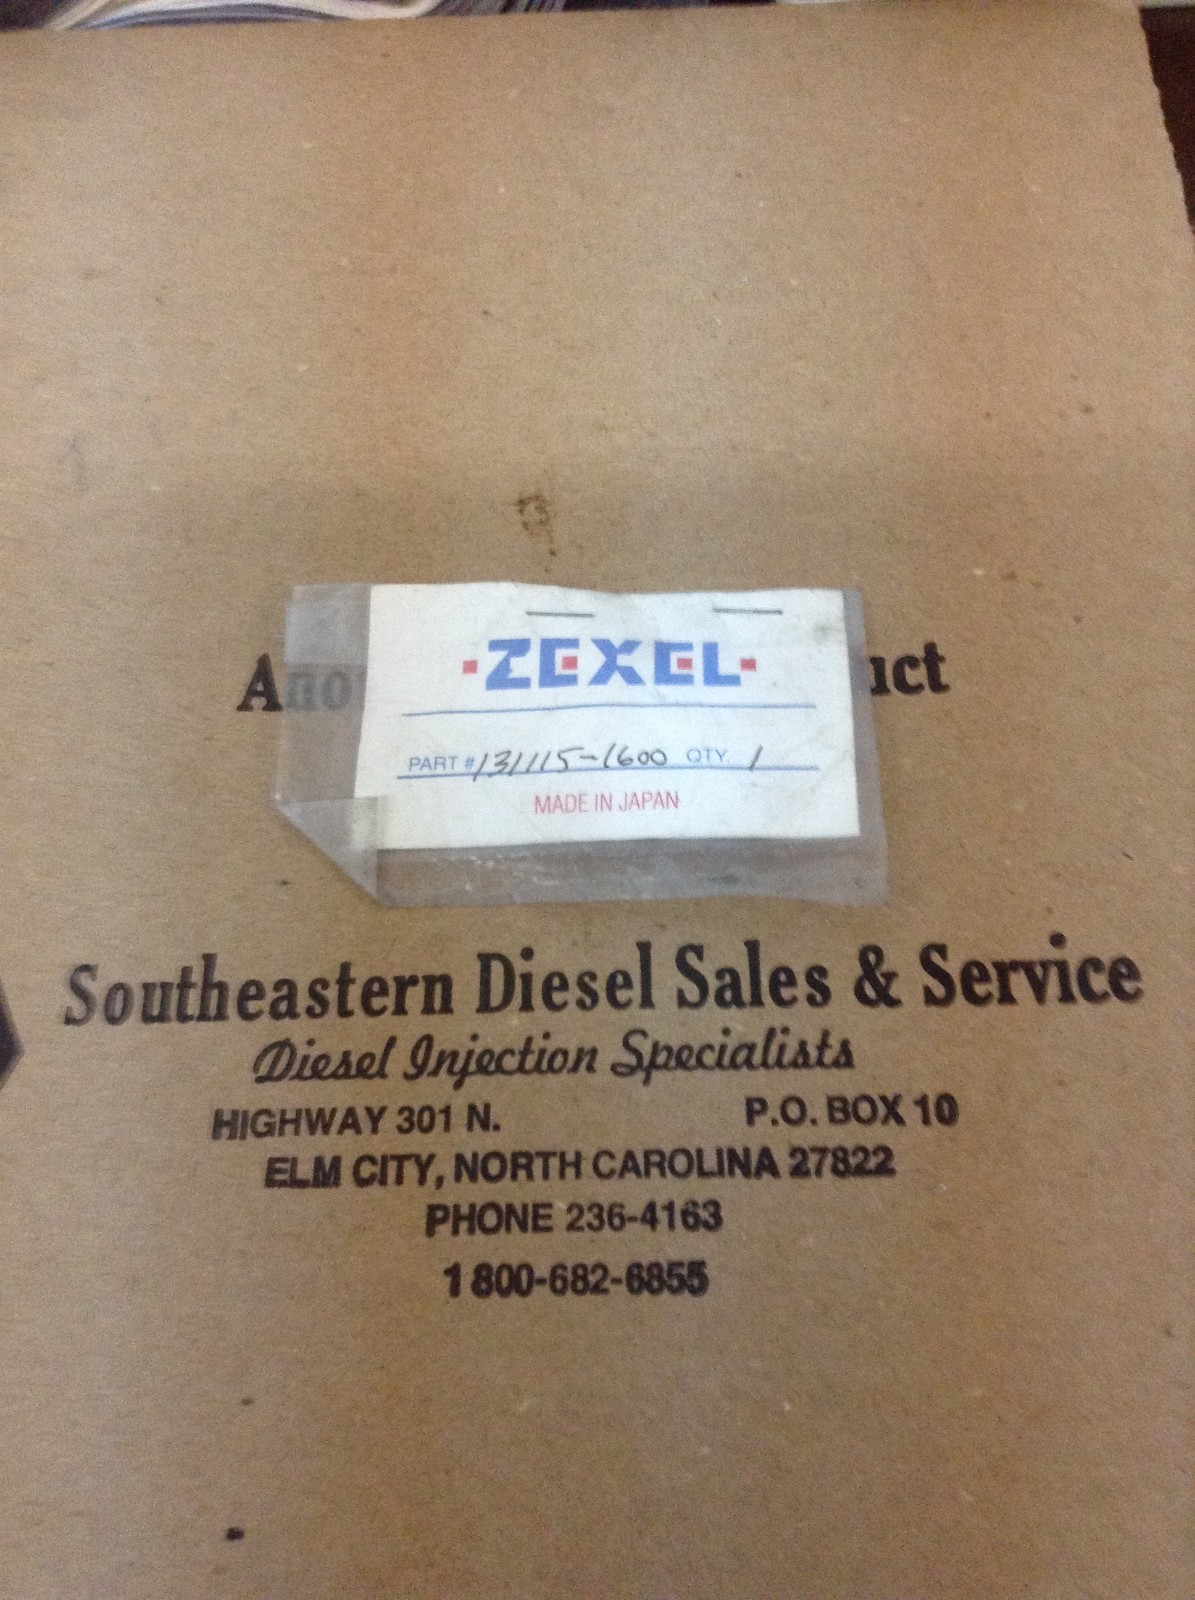 ZEXEL
PART # 131115-1600 QTY. 1
MADE IN JAPAN
Southeastern Diesel Sales & Service
Diesel Injection Specialists
HIGHWAY 301 N. P.O. BOX 10
ELM CITY, NORTH CAROLINA 27822
PHONE 236-4163
1 800-682-6855